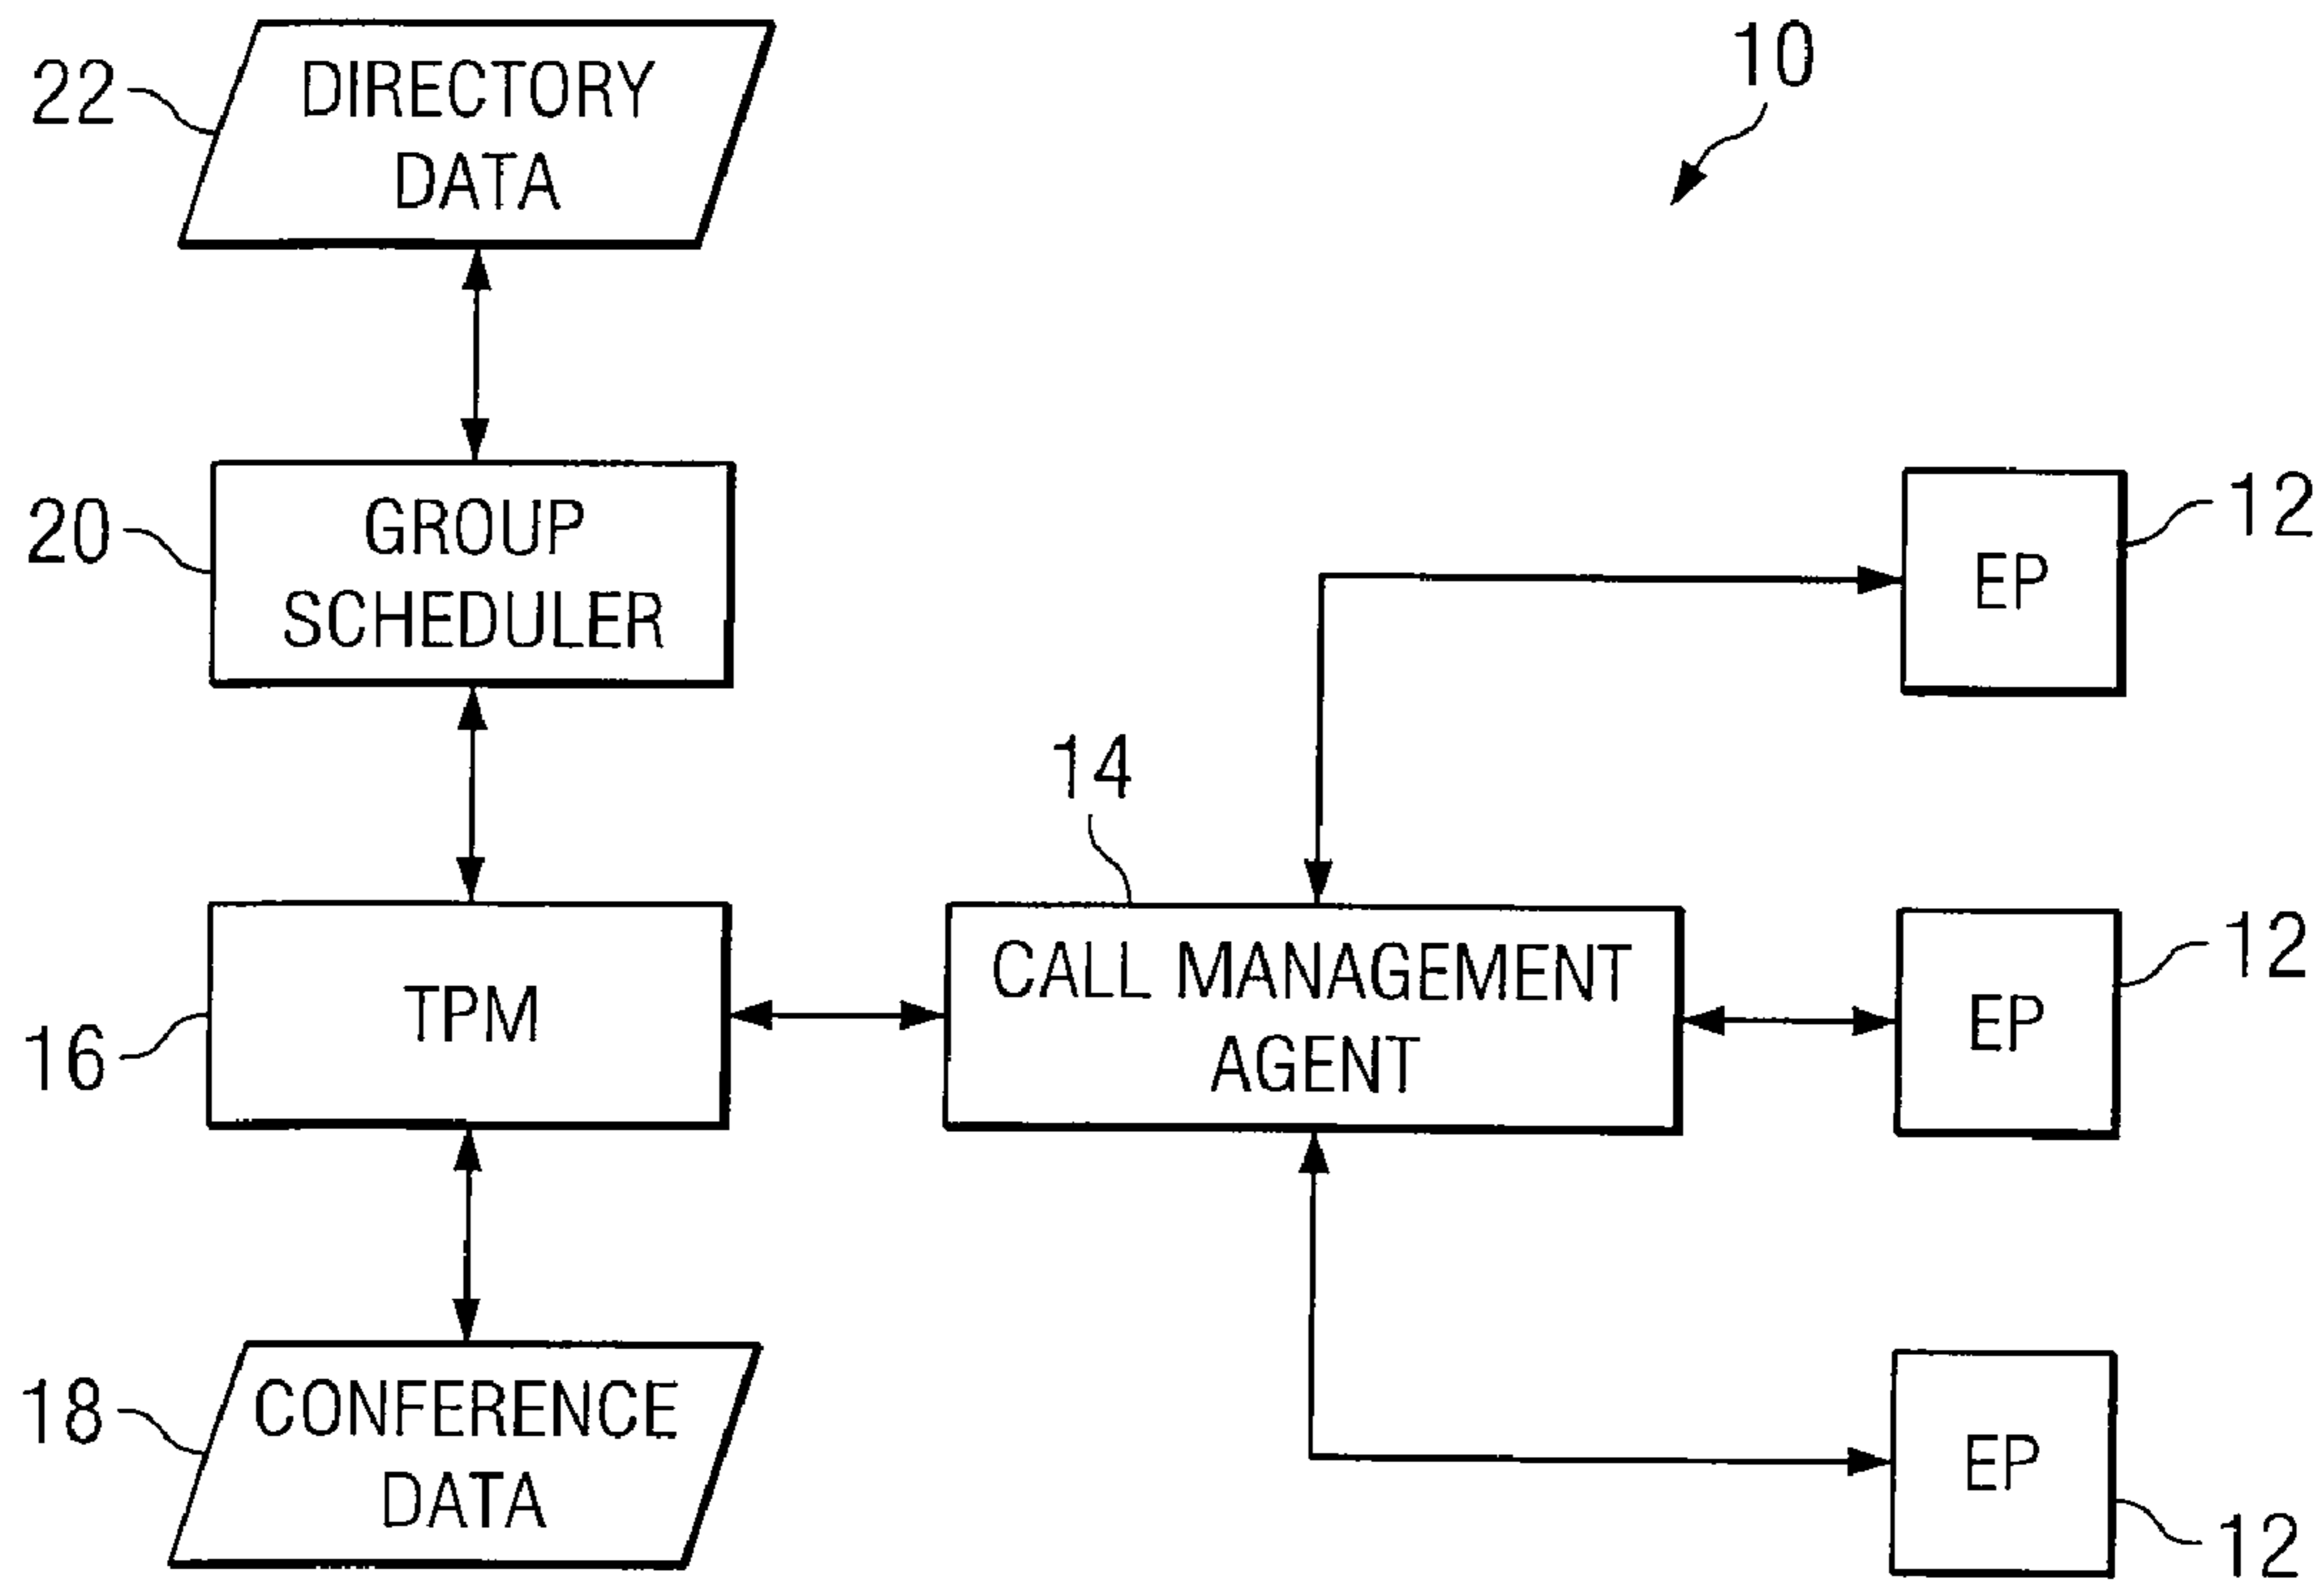 22
DIRECTORY
DATA
10
20
GROUP
SCHEDULER
12
EP
14
16
TPM
CALL MANAGEMENT
AGENT
EP
12
18
CONFERENCE
DATA
EP
12